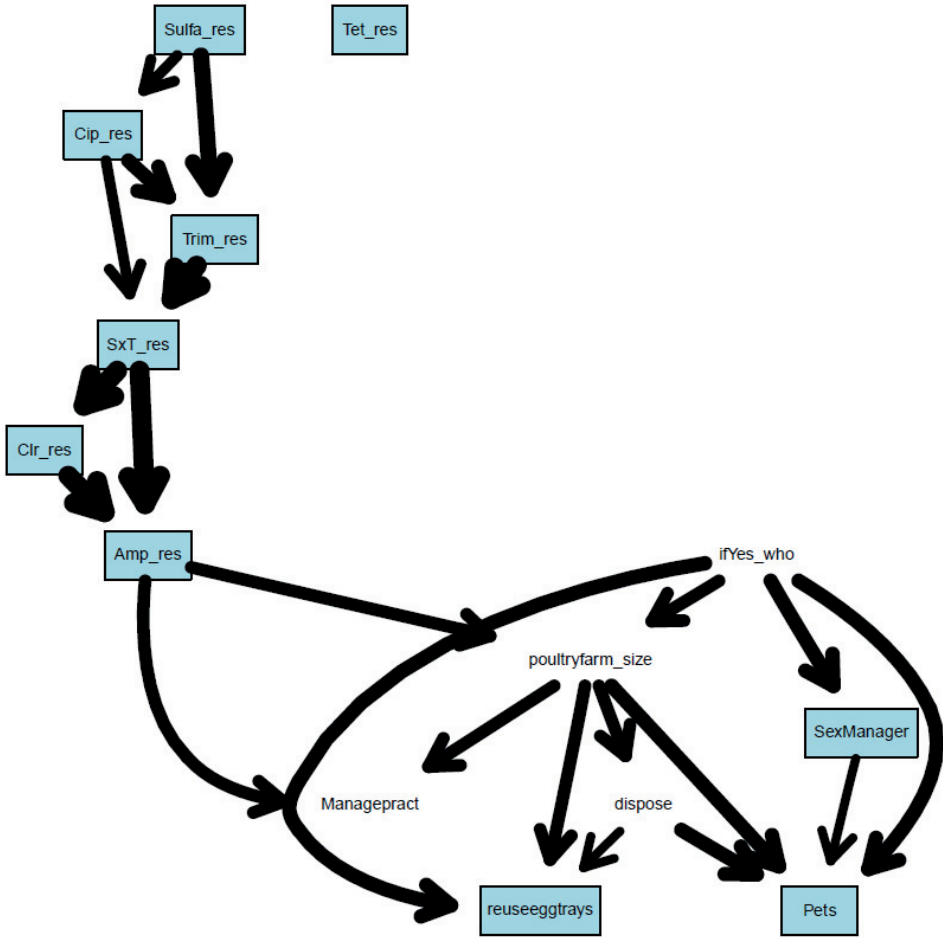 Sulfa_res
Tet_res
Cip_res
Trim_res
SxT_res
Clr_res
Amp_res
ifYes_who
poultryfarm_size
SexManager
Managepract
dispose
reuseeggtrays
Pets